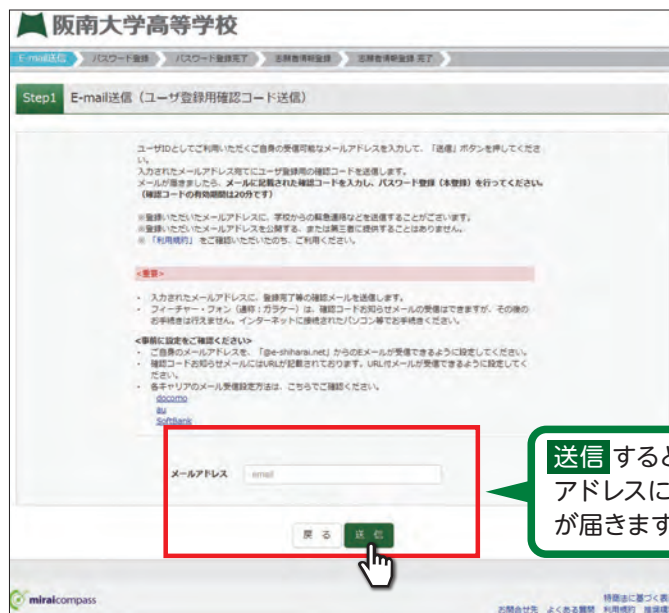 阪南大学高等学校
E-mail送信 パスワード登録 パスワード登録完了 志願者情報登録 志願者情報登録 完了
Step1 E-mail送信（ユーザ登録用確認コード送信）
ユーザIDとしてご利用いただくご自身の受信可能なメールアドレスを入力して、「送信」ボタンを押してくださ
い。
入力されたメールアドレス宛てにユーザ登録用の確認コードを送信します。
メールが届きましたら、メールに記載された確認コードを入力し、パスワード登録（本登録）を行ってください。
（確認コードの有効期間は20分です）
※登録いただいたメールアドレスに、学校からの緊急連絡などを送信することがございます。
※登録いただいたメールアドレスを公開する、または第三者に提供することはありません。
※「利用規約」をご確認いただいたのち、ご利用ください。
<重要>
・ 入力されたメールアドレスに、登録完了等の確認メールを送信します。
・ フィーチャー・フォン（通称：ガラケー）は、確認コードお知らせメールの受信はできますが、その後の
お手続きは行えません。インターネットに接続されたパソコン等でお手続きください。
<事前に設定をご確認ください>
・ ご自身のメールアドレスを、「@e-shiharai.net」からのEメールが受信できるように設定してください。
・ 確認コードお知らせメールにはURLが記載されております。URL付メールが受信できるように設定してく
ださい。
・ 各キャリアのメール受信設定方法は、こちらでご確認ください。
docomo
au
SoftBank
メールアドレス email
送信すると
アドレスに
が届きます
戻る 送信
miraicompass
特商法に基づく表
お問合せ先 よくある質問 利用規約 推奨環